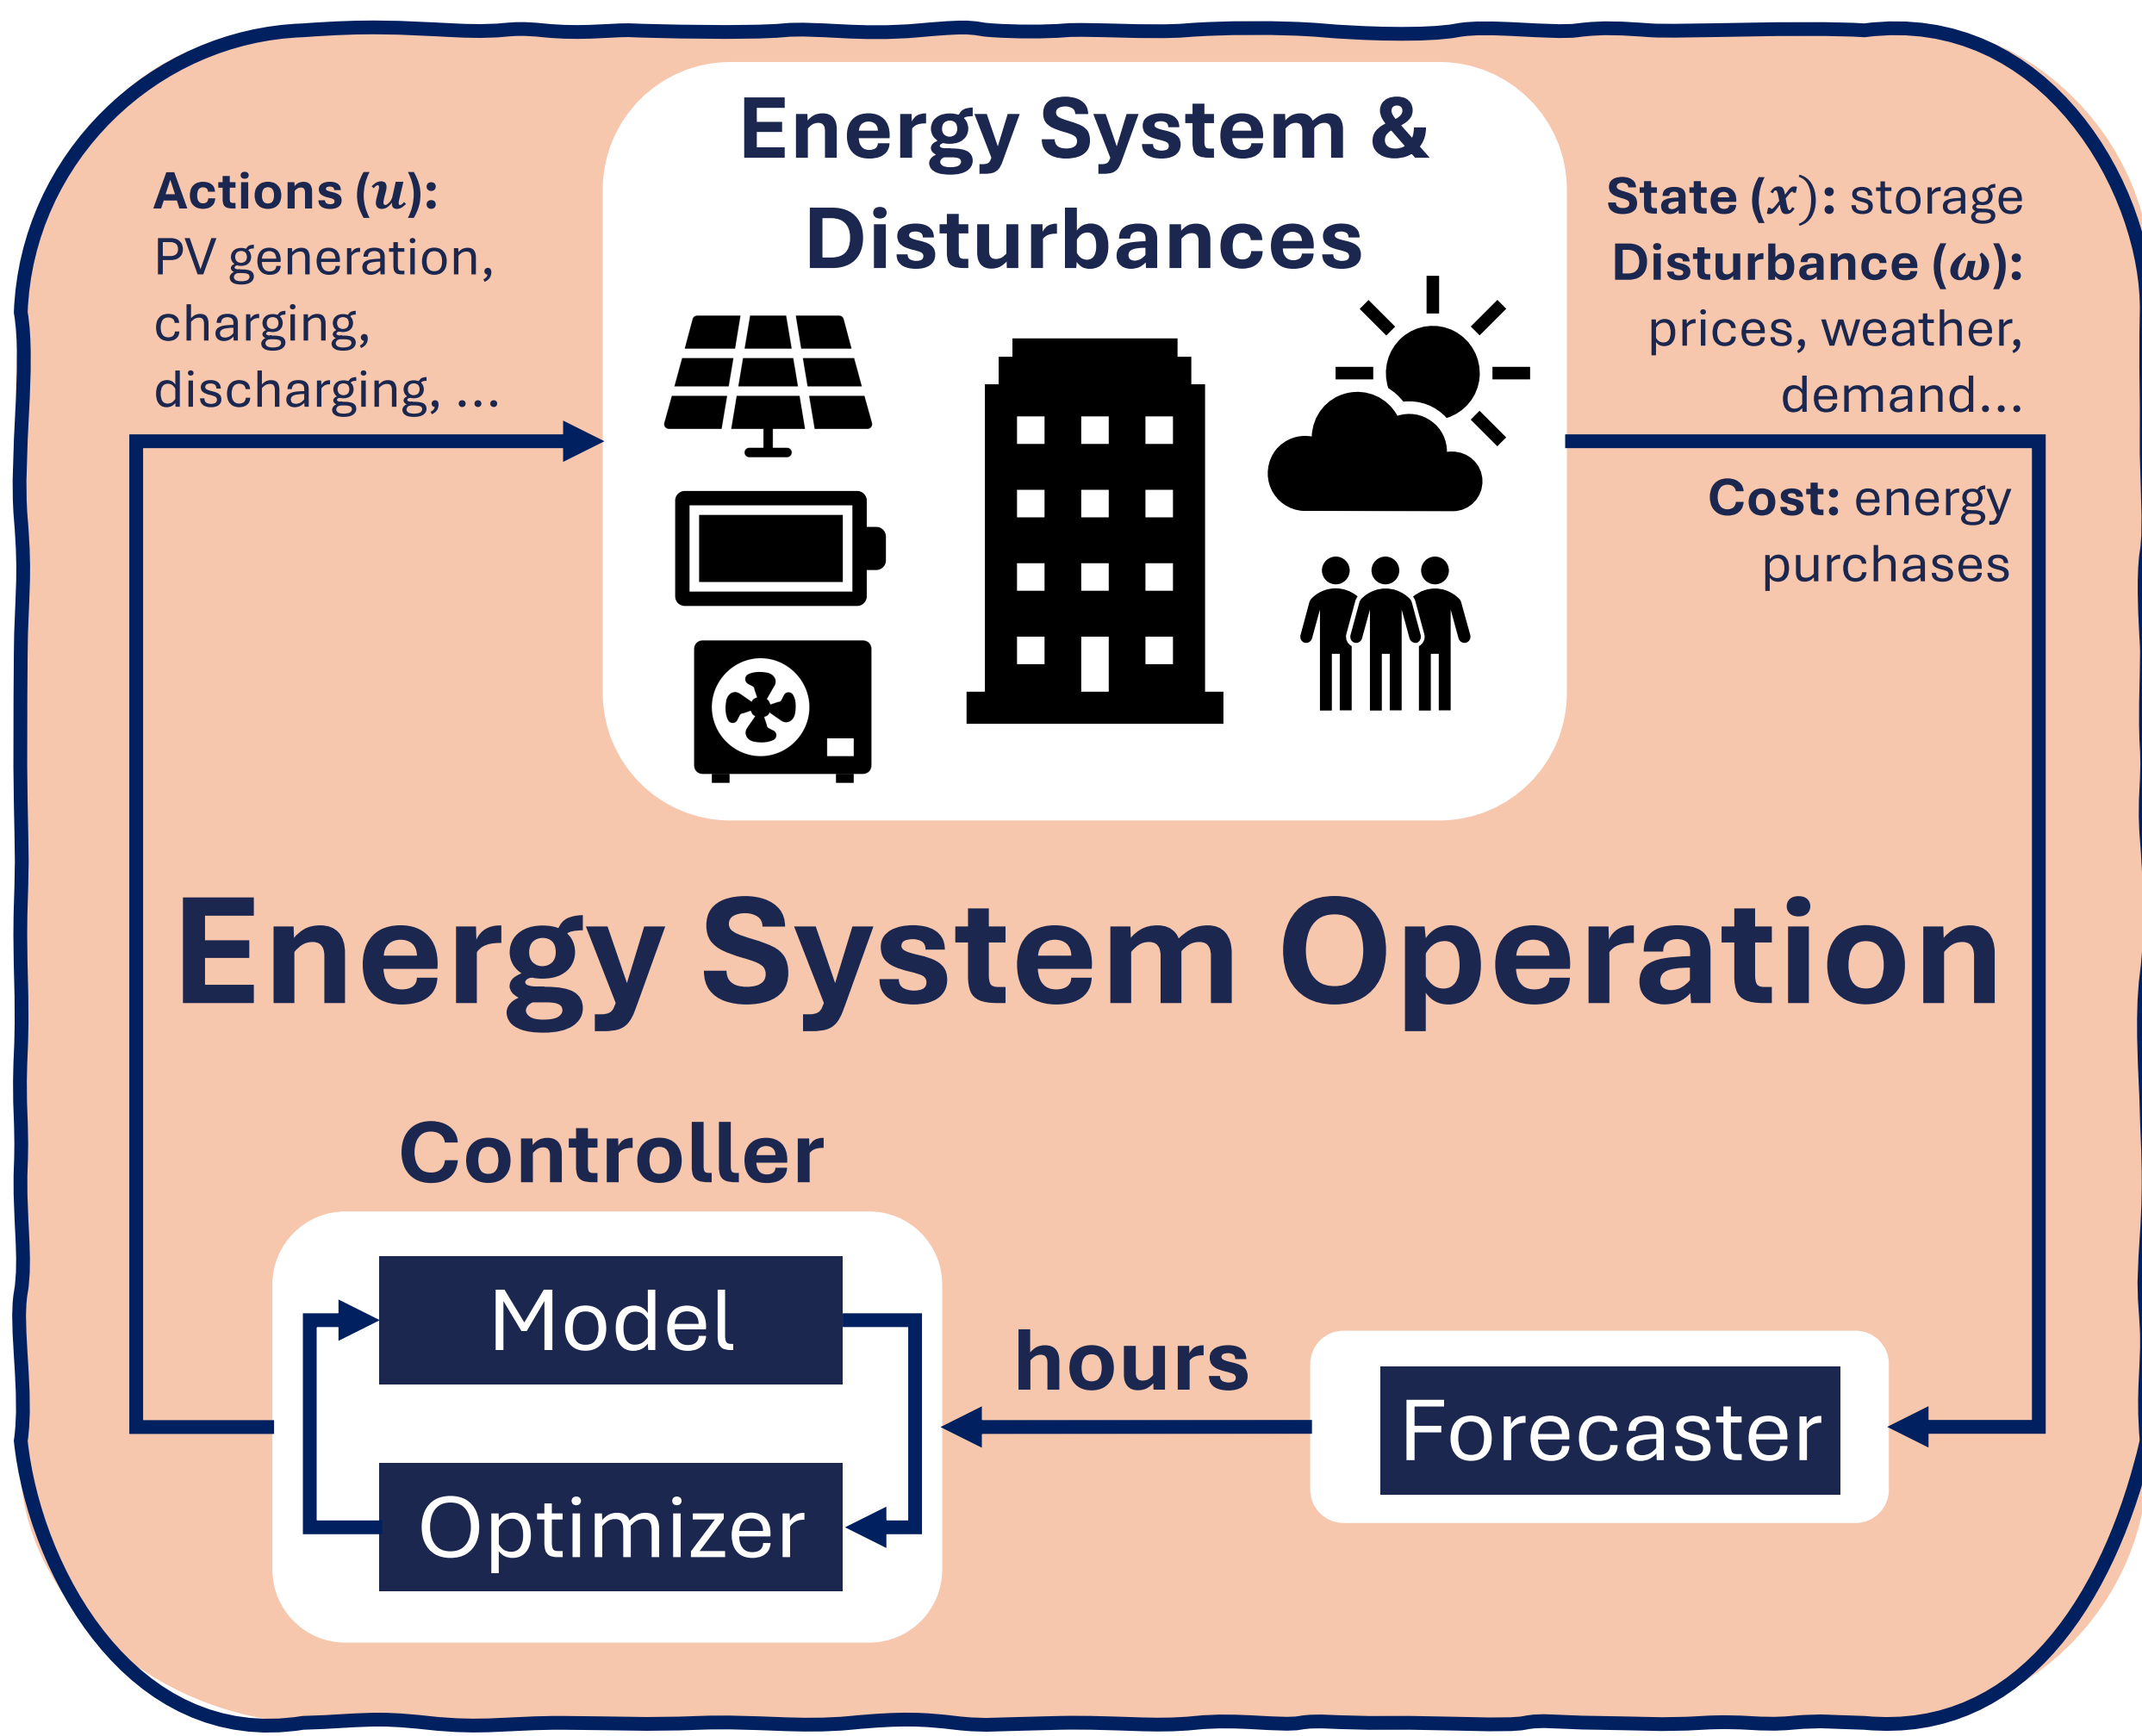 Energy System &
Disturbances
Actions (u):
PV generation,
charging,
discharging, ...
State (x): storage
Disturbance (ω):
prices, weather,
demand...
Cost: energy
purchases
Energy System Operation
Controller
Model
Optimizer
hours
Forecaster